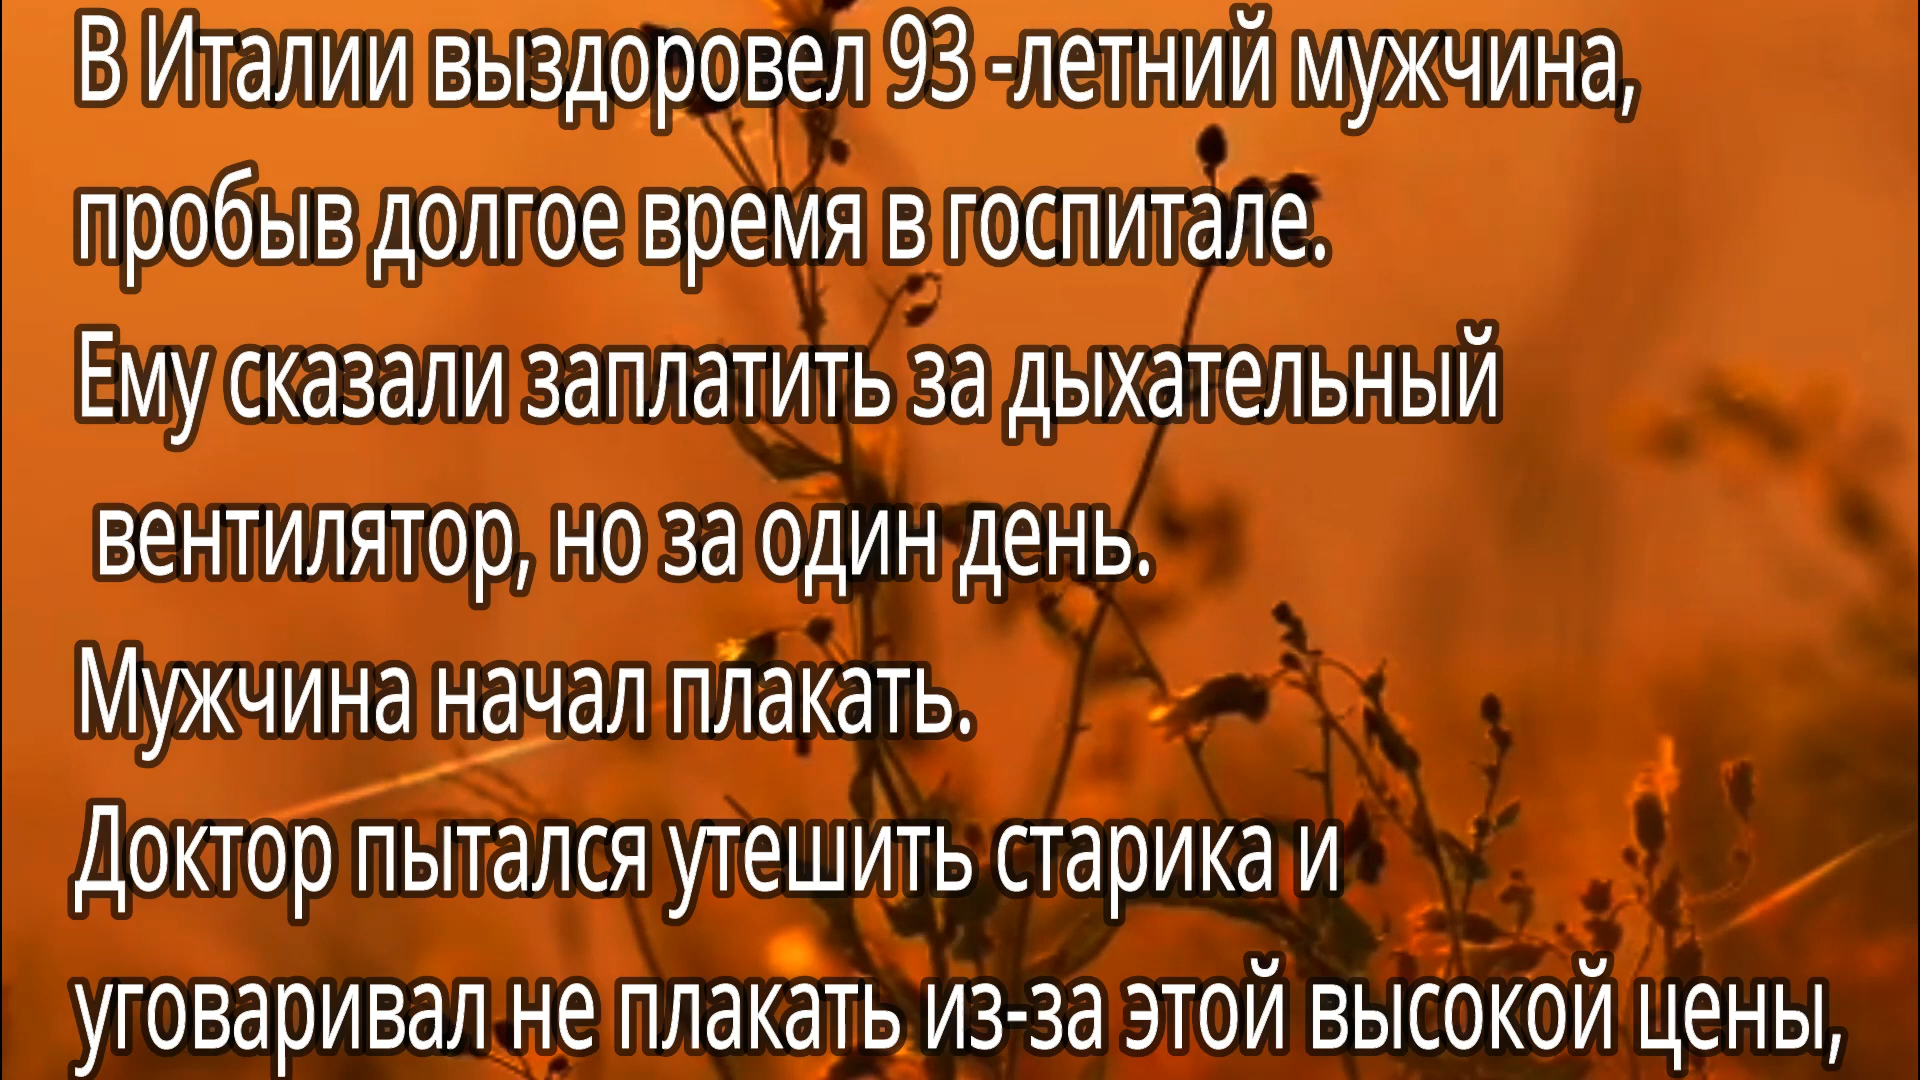 В Италии выздоровел 93 -летний мужчина,
пробыв долгое время в госпитале.
Ему сказали заплатить за дыхательный
вентилятор, но за один день.
Мужчина начал плакать.
Доктор пытался утешить старика и
уговаривал не плакать из-за этой высокой цены,